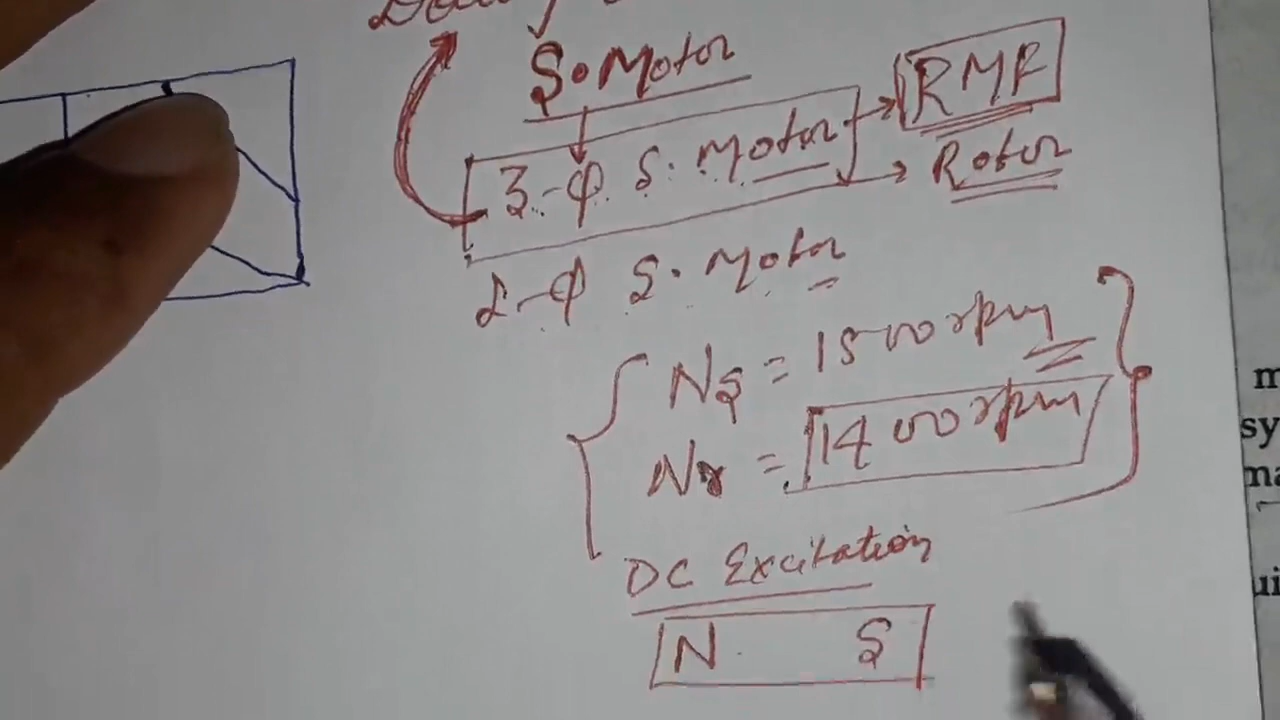 S. Motor
3-φ S. Motor
RMF
Rotor
1-φ S. Motor
Ns = 1500 rpm
Nr = 1400 rpm
DC Excitation
N S